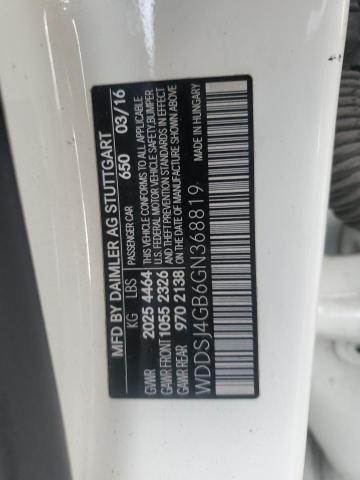 MFD BY DAIMLER AG STUTTGART
PASSENGER CAR 650 03/16
KG LBS
GVWR 2025 4464
GAWR FRONT 1055 2326
GAWR REAR 970 2138
THIS VEHICLE CONFORMS TO ALL APPLICABLE
U.S. FEDERAL MOTOR VEHICLE SAFETY, BUMPER
AND THEFT PREVENTION STANDARDS IN EFFECT
ON THE DATE OF MANUFACTURE SHOWN ABOVE
MADE IN HUNGARY
WDDSJ4GB6GN368819